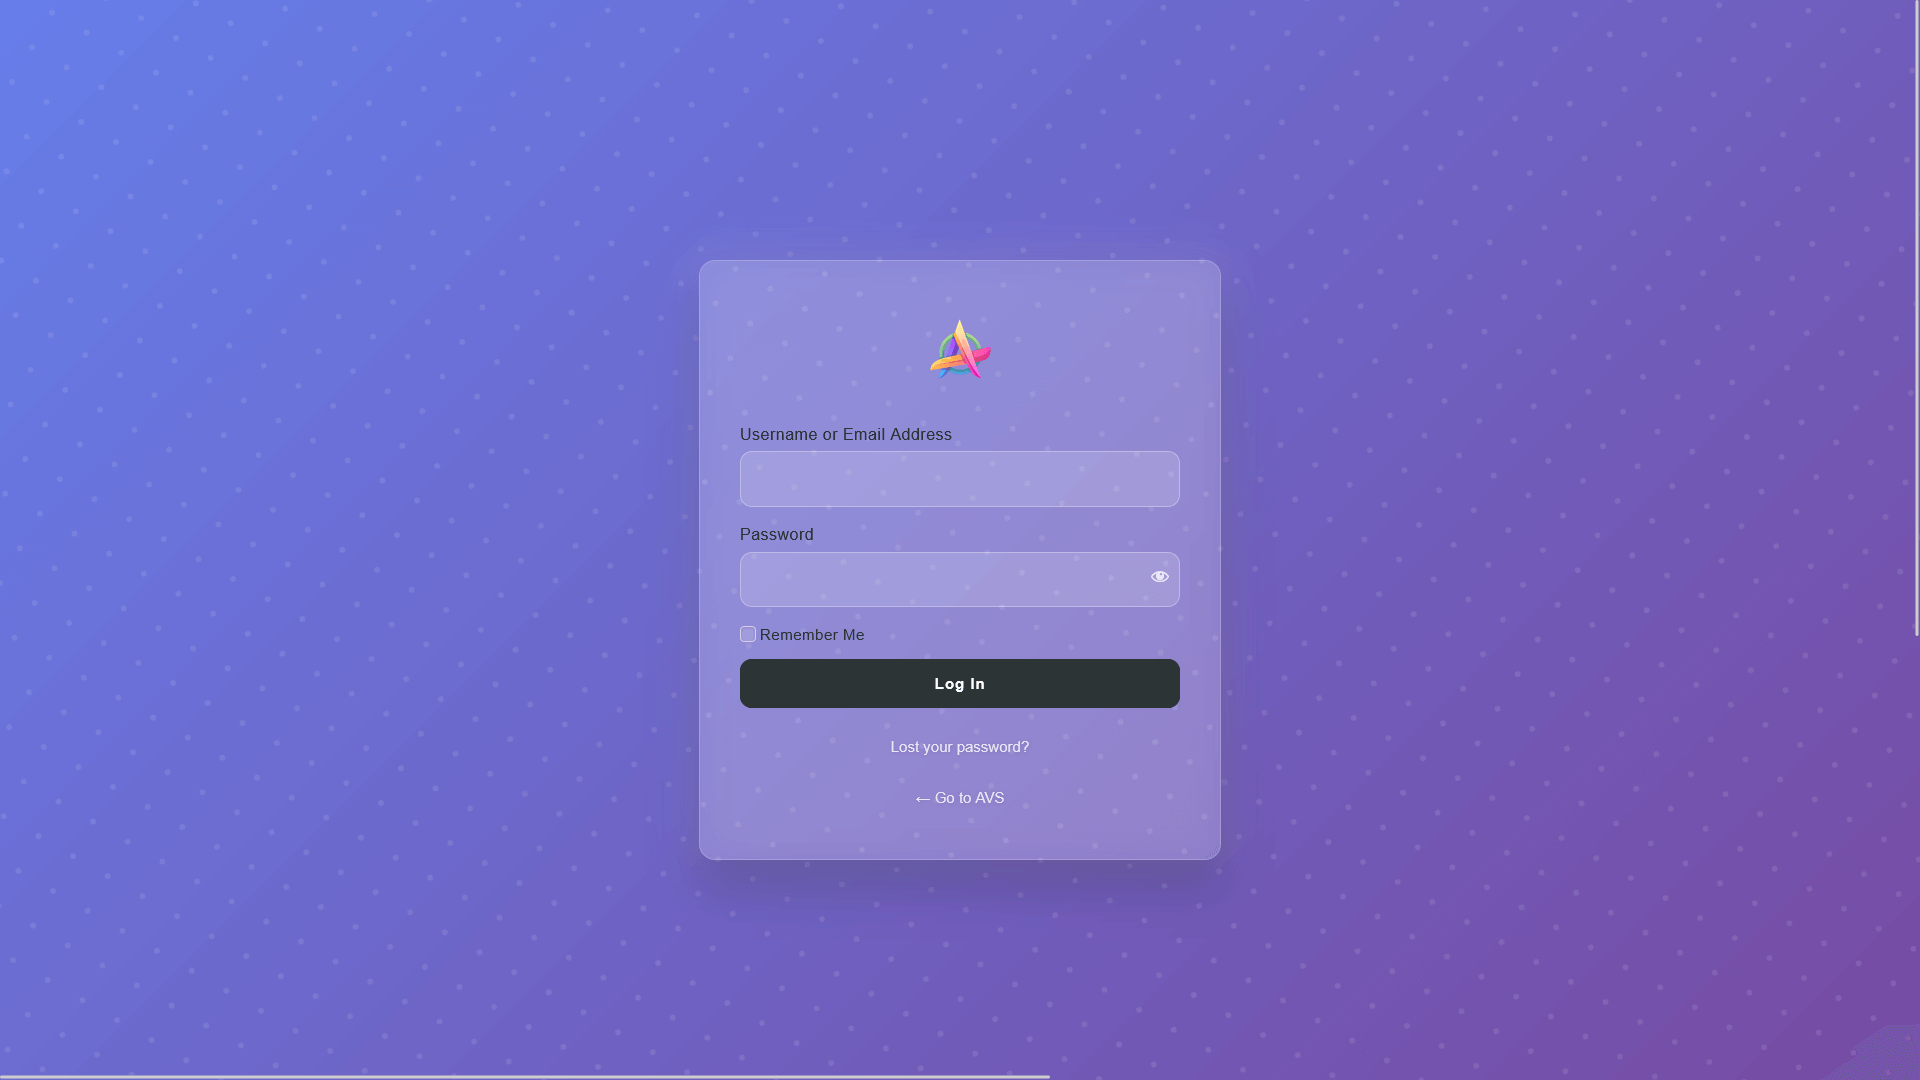 Username or Email Address
Password
Remember Me
Log In
Lost your password?
← Go to AVS